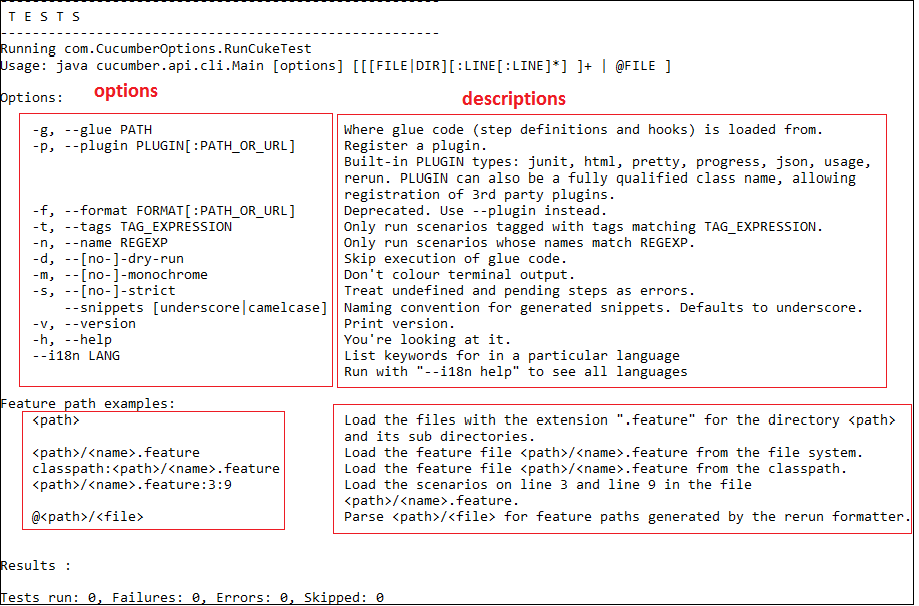 -------------------------------------------------------
T E S T S
-------------------------------------------------------
Running com.CucumberOptions.RunCukeTest
Usage: java cucumber.api.cli.Main [options] [[[FILE|DIR][:LINE[:LINE]*] ]+ | @FILE ]
Options: options descriptions
-g, --glue PATH Where glue code (step definitions and hooks) is loaded from.
-p, --plugin PLUGIN[:PATH_OR_URL] Register a plugin.
Built-in PLUGIN types: junit, html, pretty, progress, json, usage,
rerun. PLUGIN can also be a fully qualified class name, allowing
registration of 3rd party plugins.
-f, --format FORMAT[:PATH_OR_URL] Deprecated. Use --plugin instead.
-t, --tags TAG_EXPRESSION Only run scenarios tagged with tags matching TAG_EXPRESSION.
-n, --name REGEXP Only run scenarios whose names match REGEXP.
-d, --[no-]-dry-run Skip execution of glue code.
-m, --[no-]-monochrome Don't colour terminal output.
-s, --[no-]-strict Treat undefined and pending steps as errors.
--snippets [underscore|camelcase] Naming convention for generated snippets. Defaults to underscore.
-v, --version Print version.
-h, --help You're looking at it.
--i18n LANG List keywords for in a particular language
Run with "--i18n help" to see all languages
Feature path examples:
<path> Load the files with the extension ".feature" for the directory <path>
and its sub directories.
<path>/<name>.feature Load the feature file <path>/<name>.feature from the file system.
classpath:<path>/<name>.feature Load the feature file <path>/<name>.feature from the classpath.
<path>/<name>.feature:3:9 Load the scenarios on line 3 and line 9 in the file
<path>/<name>.feature.
@<path>/<file> Parse <path>/<file> for feature paths generated by the rerun formatter.
Results :
Tests run: 0, Failures: 0, Errors: 0, Skipped: 0